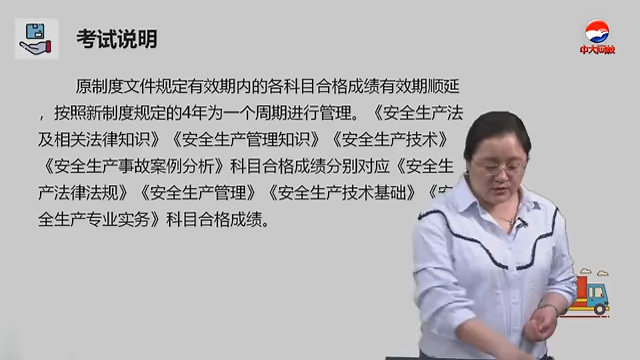 考试说明
中大网校
原制度文件规定有效期内的各科目合格成绩有效期顺延
，按照新制度规定的4年为一个周期进行管理。《安全生产法
及相关法律知识》《安全生产管理知识》《安全生产技术》
《安全生产事故案例分析》科目合格成绩分别对应《安全生
产法律法规》《安全生产管理》《安全生产技术基础》《安
全生产专业实务》科目合格成绩。